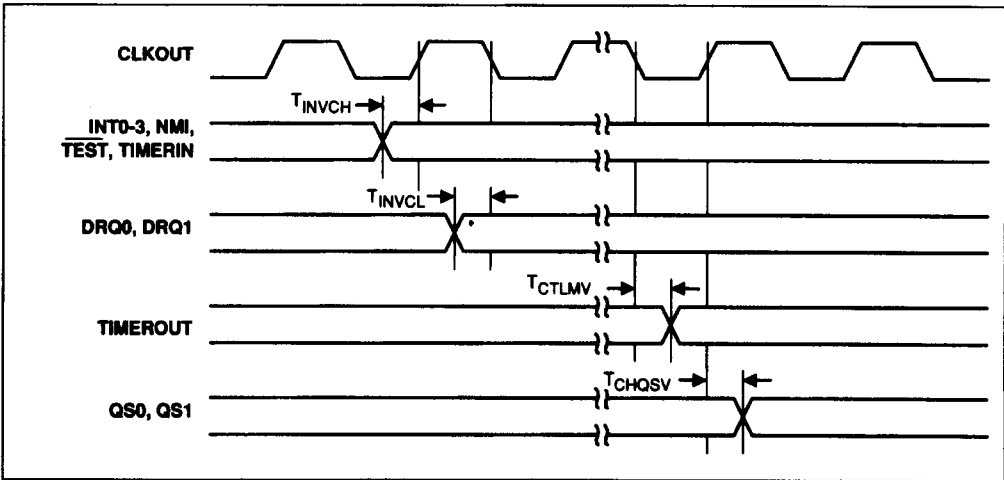 CLKOUT
TINVCH
INT0-3, NMI,
TEST, TIMERIN
TINVCL
DRQ0, DRQ1
TCTLMV
TIMEROUT
TCHQSV
QS0, QS1